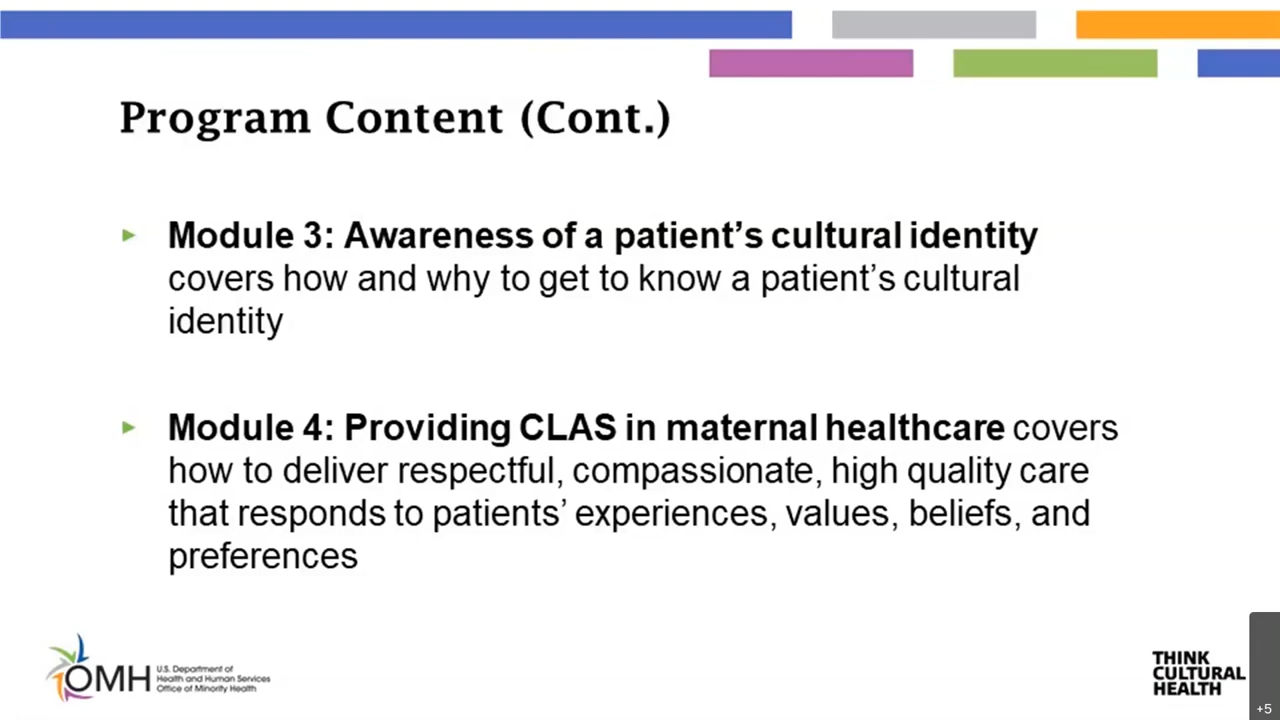 Program Content (Cont.)
Module 3: Awareness of a patient’s cultural identity
covers how and why to get to know a patient’s cultural
identity
Module 4: Providing CLAS in maternal healthcare covers
how to deliver respectful, compassionate, high quality care
that responds to patients’ experiences, values, beliefs, and
preferences
OMH
U.S. Department of
Health and Human Services
Office of Minority Health
THINK
CULTURAL
HEALTH
+5